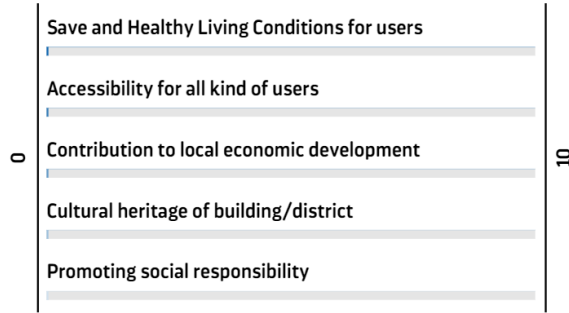 Save and Healthy Living Conditions for users
Accessibility for all kind of users
0
Contribution to local economic development
10
Cultural heritage of building/district
Promoting social responsibility